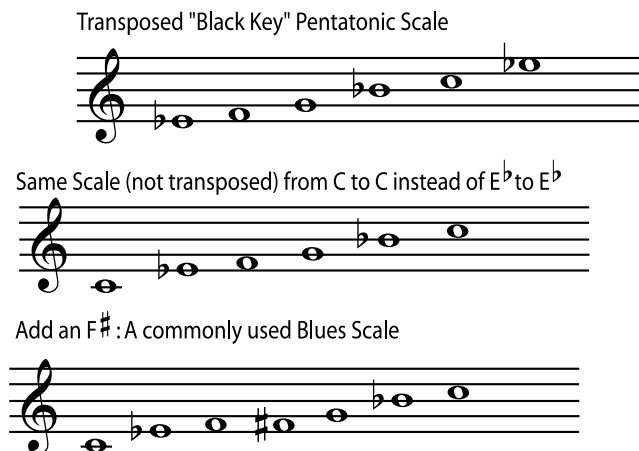 Transposed "Black Key" Pentatonic Scale
Same Scale (not transposed) from C to C instead of E♭ to E♭
Add an F♯ : A commonly used Blues Scale